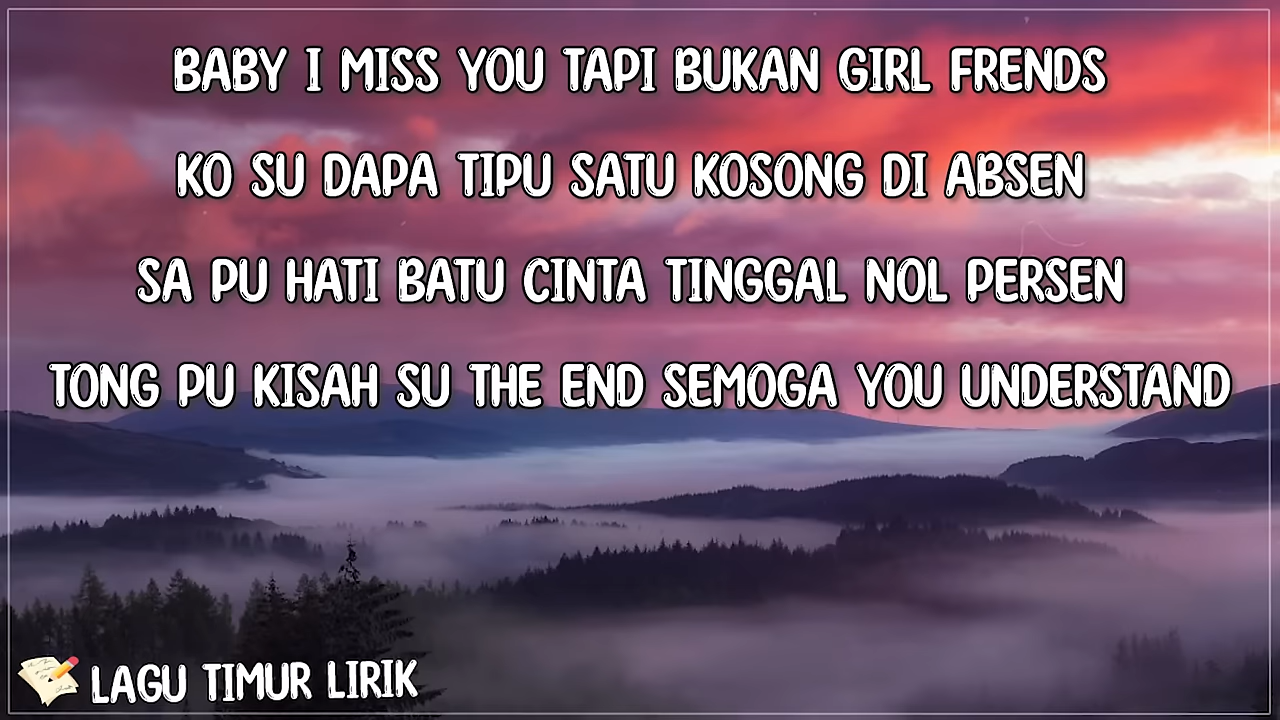 BABY I MISS YOU TAPI BUKAN GIRL FRENDS
KO SU DAPA TIPU SATU KOSONG DI ABSEN
SA PU HATI BATU CINTA TINGGAL NOL PERSEN
TONG PU KISAH SU THE END SEMOGA YOU UNDERSTAND
LAGU TIMUR LIRIK